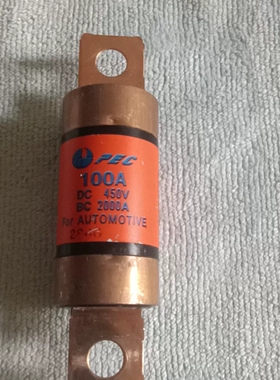 PEC
100A
DC 450V
BC 2000A
For AUTOMOTIVE